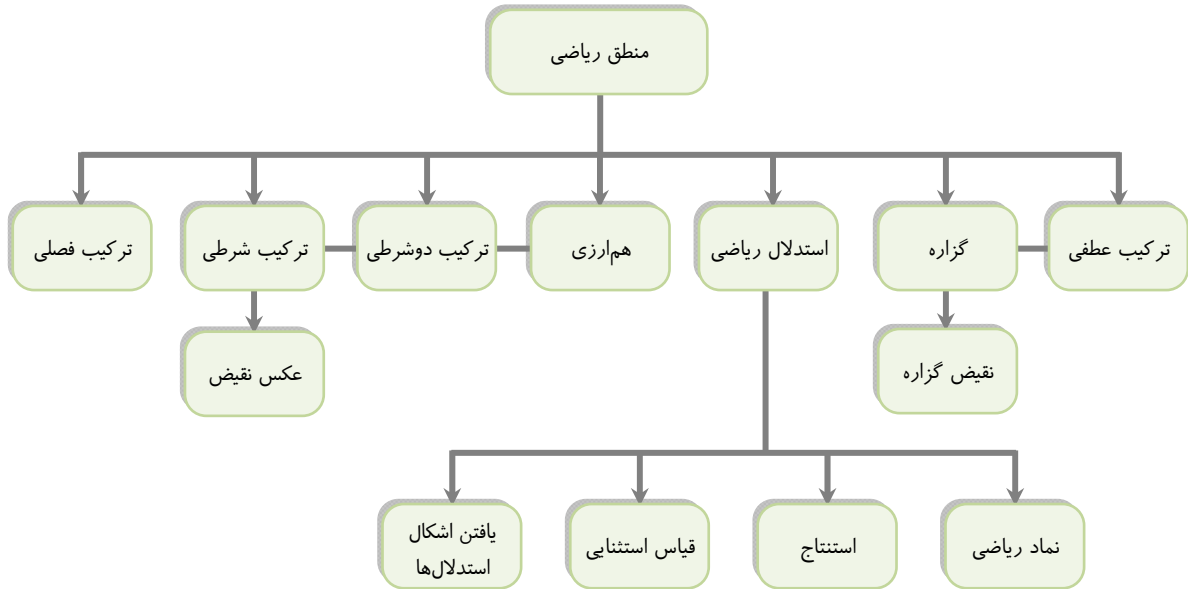 منطق ریاضی
ترکیب عطفی
گزاره
استدلال ریاضی
هم‌ارزی
ترکیب دوشرطی
ترکیب شرطی
ترکیب فصلی
نقیض گزاره
عکس نقیض
نماد ریاضی
استنتاج
قیاس استثنایی
یافتن اشکال
استدلال‌ها